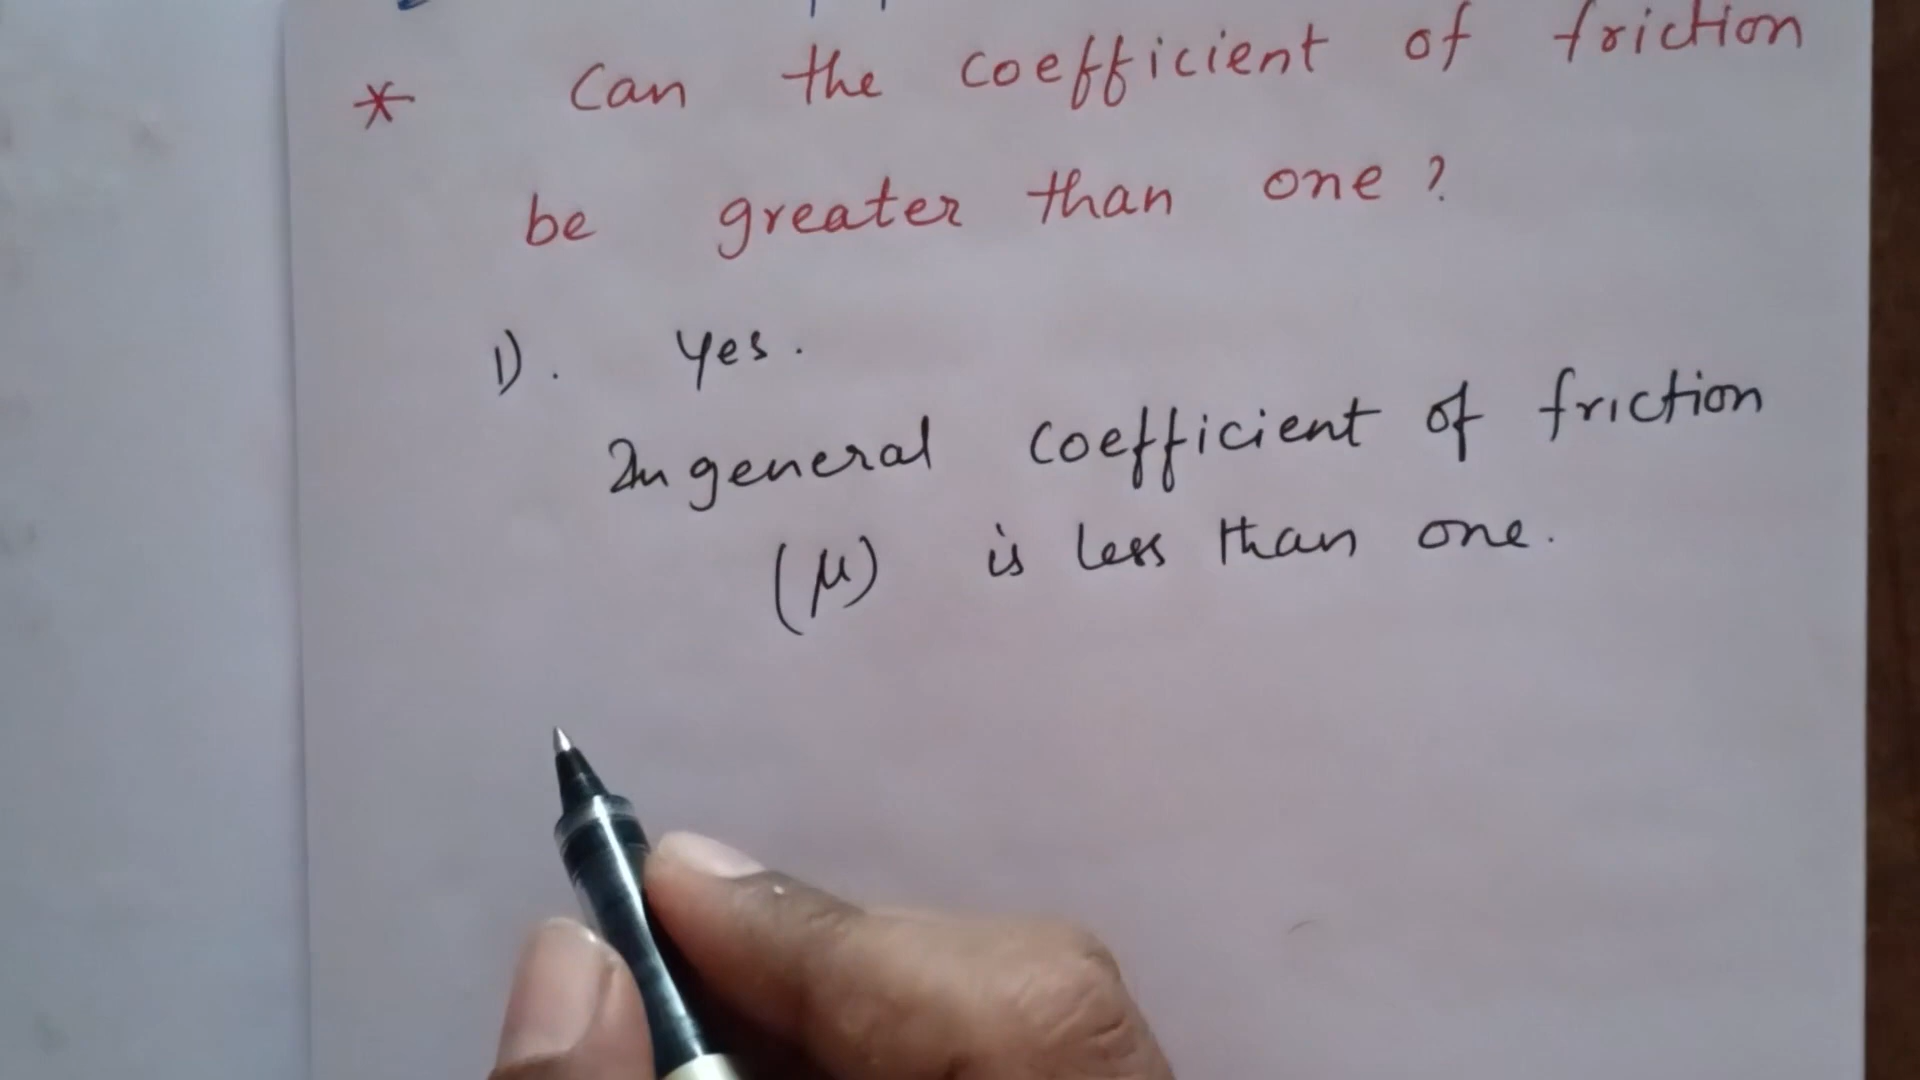 * Can the coefficient of friction
be greater than one?
1). Yes.
In general coefficient of friction
(μ) is less than one.